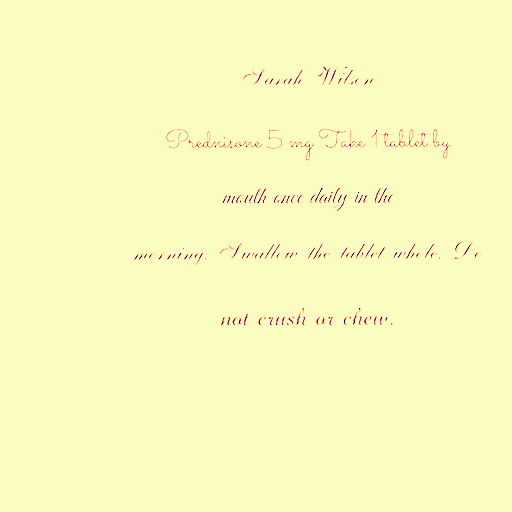 Sarah Wilson
Prednisone 5 mg Take 1 tablet by
mouth once daily in the
morning. Swallow the tablet whole. Do
not crush or chew.